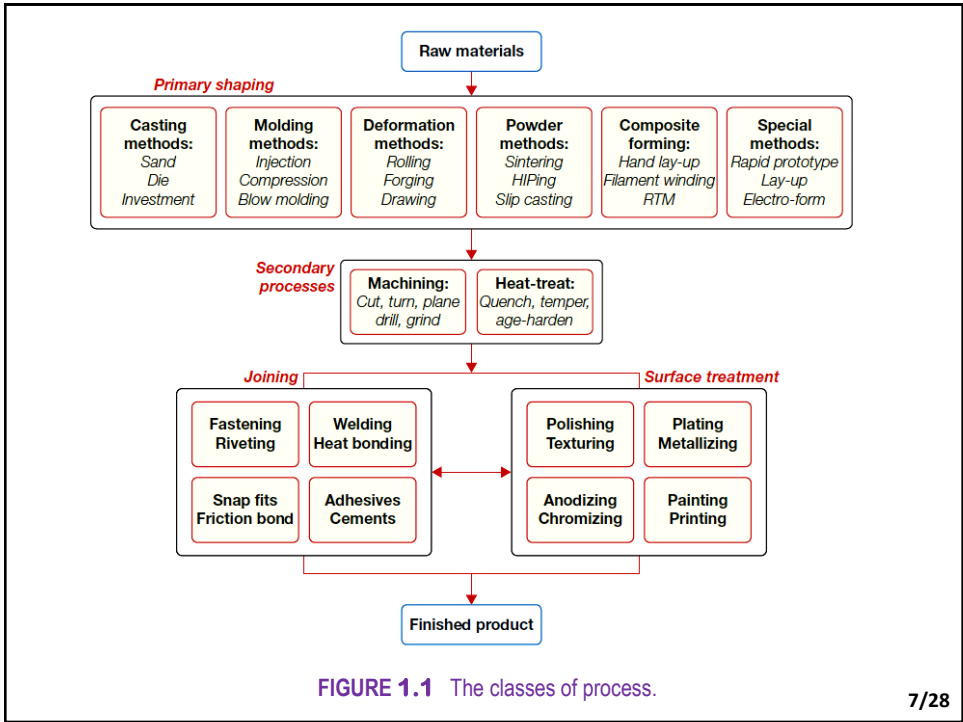 Raw materials
Primary shaping
Casting
methods:
Sand
Die
Investment
Molding
methods:
Injection
Compression
Blow molding
Deformation
methods:
Rolling
Forging
Drawing
Powder
methods:
Sintering
HIPing
Slip casting
Composite
forming:
Hand lay-up
Filament winding
RTM
Special
methods:
Rapid prototype
Lay-up
Electro-form
Secondary
processes
Machining:
Cut, turn, plane
drill, grind
Heat-treat:
Quench, temper,
age-harden
Joining
Fastening
Riveting
Welding
Heat bonding
Snap fits
Friction bond
Adhesives
Cements
Surface treatment
Polishing
Texturing
Plating
Metallizing
Anodizing
Chromizing
Painting
Printing
Finished product
FIGURE 1.1 The classes of process.
7/28